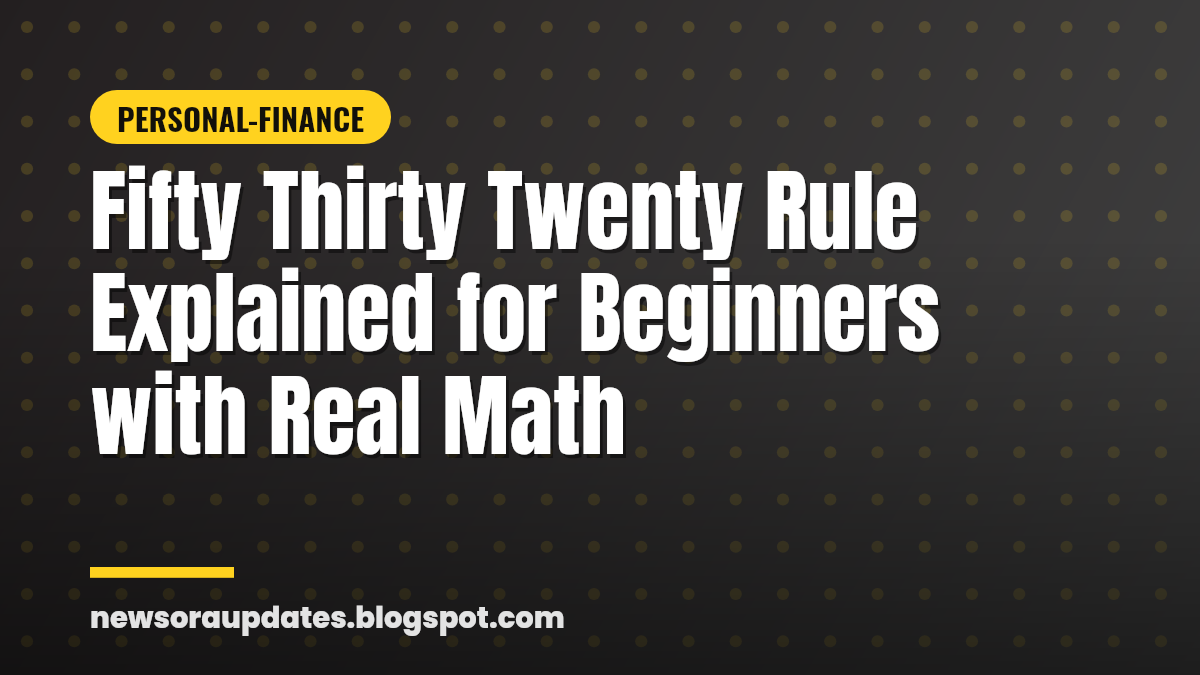 PERSONAL-FINANCE
Fifty Thirty Twenty Rule
Explained for Beginners
with Real Math
newsoraupdates.blogspot.com